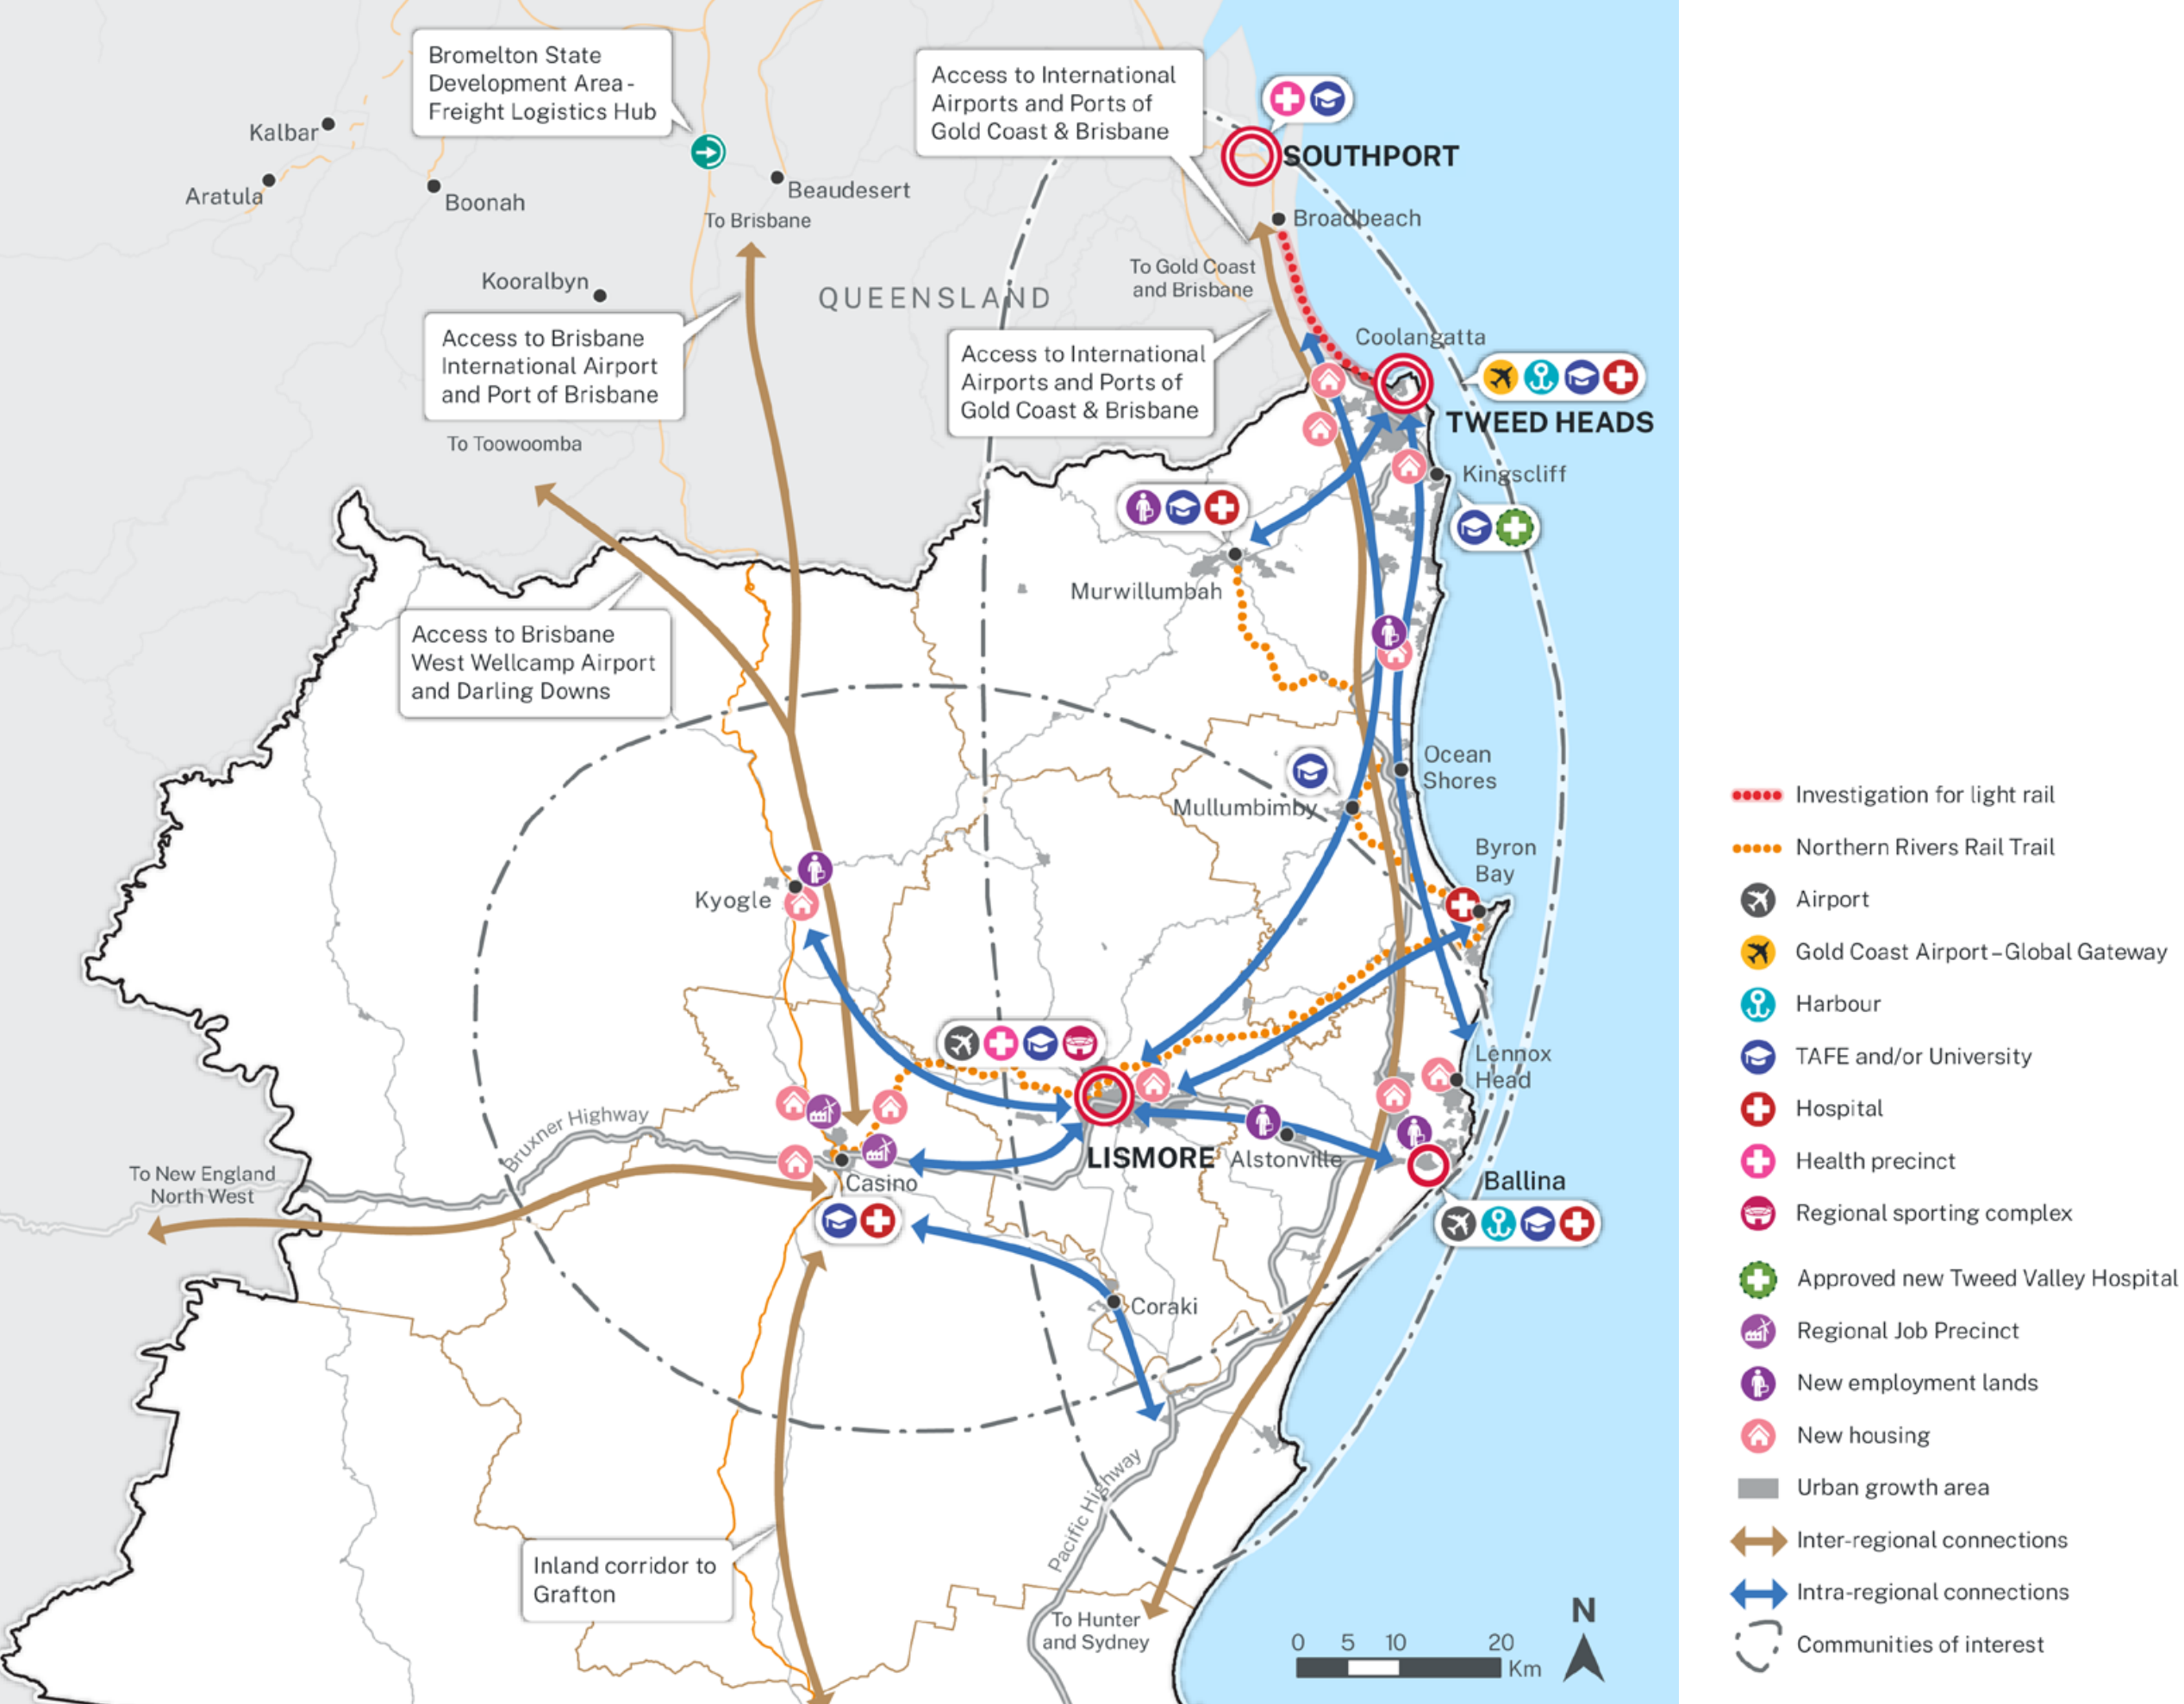 Bromelton State
Development Area -
Freight Logistics Hub
Access to International
Airports and Ports of
Gold Coast & Brisbane
Kalbar
Aratula
Boonah
Beaudesert
To Brisbane
SOUTHPORT
Broadbeach
Kooralbyn
QUEENSLAND
To Gold Coast
and Brisbane
Access to Brisbane
International Airport
and Port of Brisbane
Access to International
Airports and Ports of
Gold Coast & Brisbane
Coolangatta
TWEED HEADS
To Toowoomba
Kingscliff
Murwillumbah
Access to Brisbane
West Wellcamp Airport
and Darling Downs
Ocean
Shores
Mullumbimby
Byron
Bay
Kyogle
Lennox
Head
Bruxner Highway
LISMORE
Alstonville
To New England
North West
Casino
Ballina
Coraki
Pacific Highway
Inland corridor to
Grafton
To Hunter
and Sydney
N
0 5 10 20
Km
Investigation for light rail
Northern Rivers Rail Trail
Airport
Gold Coast Airport – Global Gateway
Harbour
TAFE and/or University
Hospital
Health precinct
Regional sporting complex
Approved new Tweed Valley Hospital
Regional Job Precinct
New employment lands
New housing
Urban growth area
Inter-regional connections
Intra-regional connections
Communities of interest